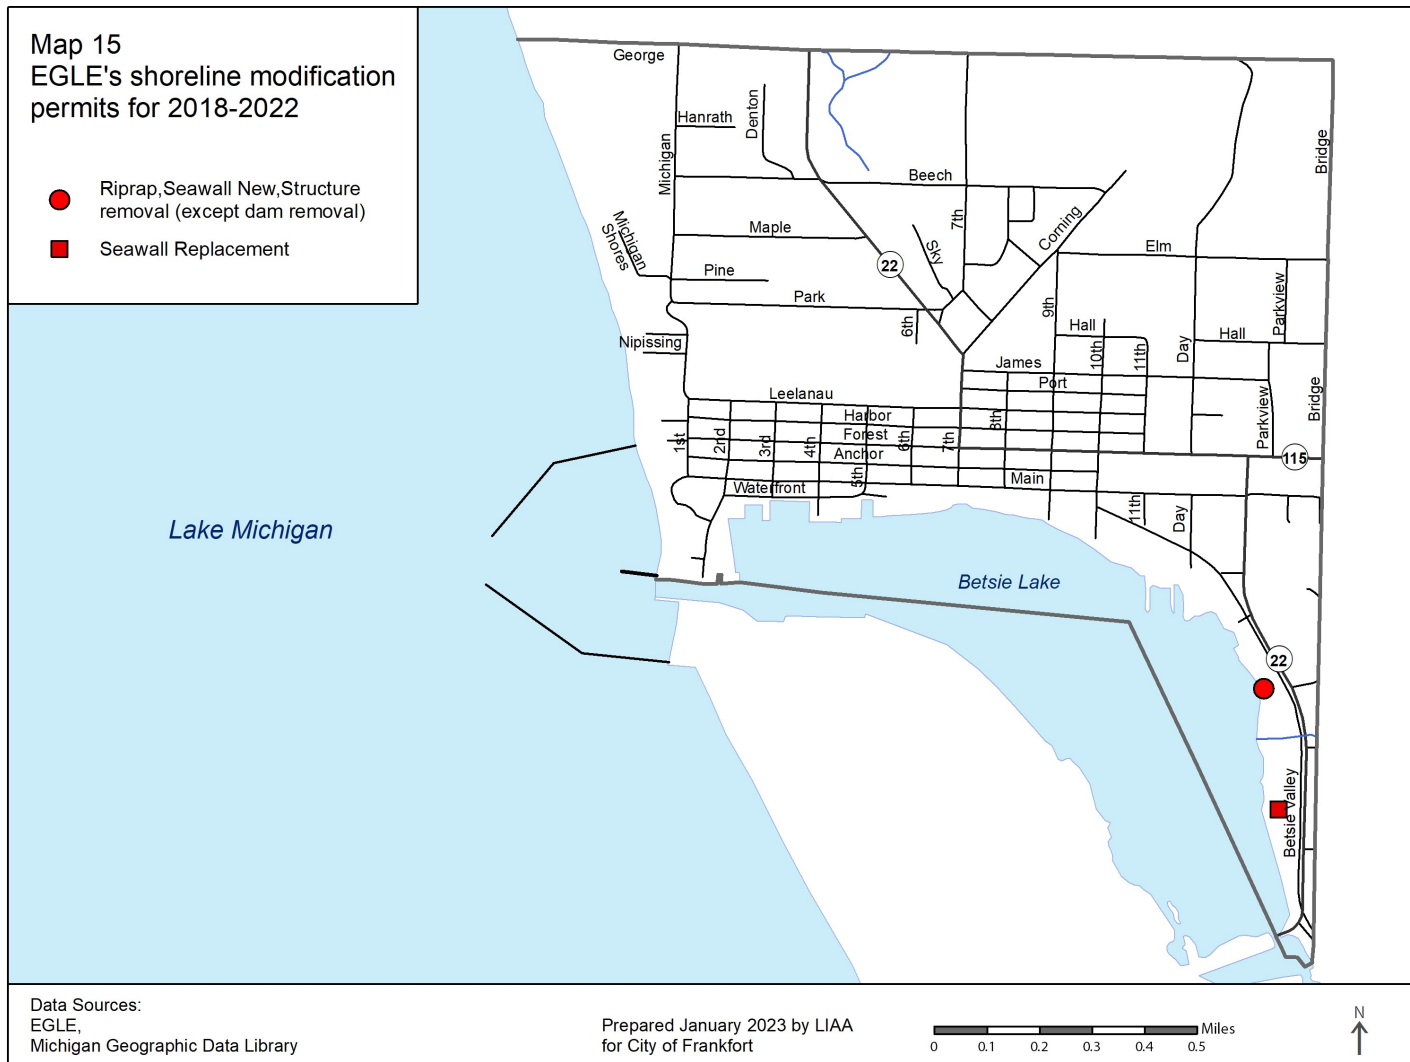 Map 15
EGLE's shoreline modification
permits for 2018-2022
Riprap,Seawall New,Structure
removal (except dam removal)
Seawall Replacement
George
Hanrath
Denton
Michigan
Bridge
Beech
7th
Corning
Michigan
Shores
Maple
Sky
22
Elm
Pine
Park
6th
9th
Parkview
Hall
Hall
Nipissing
10th
11th
Day
James
Port
Bridge
Leelanau
Harbor
8th
Parkview
Forest
1st
2nd
3rd
4th
6th
7th
Anchor
115
5th
Main
Waterfront
11th
Day
Lake Michigan
Betsie Lake
22
Betsie Valley
Data Sources:
EGLE,
Michigan Geographic Data Library
Prepared January 2023 by LIAA
for City of Frankfort
Miles
0 0.1 0.2 0.3 0.4 0.5
N